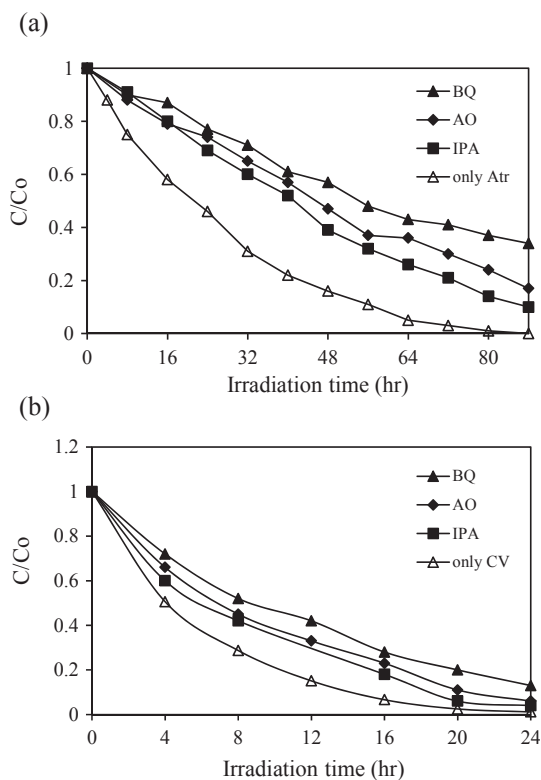 (a)
1
0.8
0.6
0.4
0.2
0
C/Co
BQ
AO
IPA
only Atr
0 16 32 48 64 80
Irradiation time (hr)
(b)
1.2
1
0.8
0.6
0.4
0.2
0
C/Co
BQ
AO
IPA
only CV
0 4 8 12 16 20 24
Irradiation time (hr)